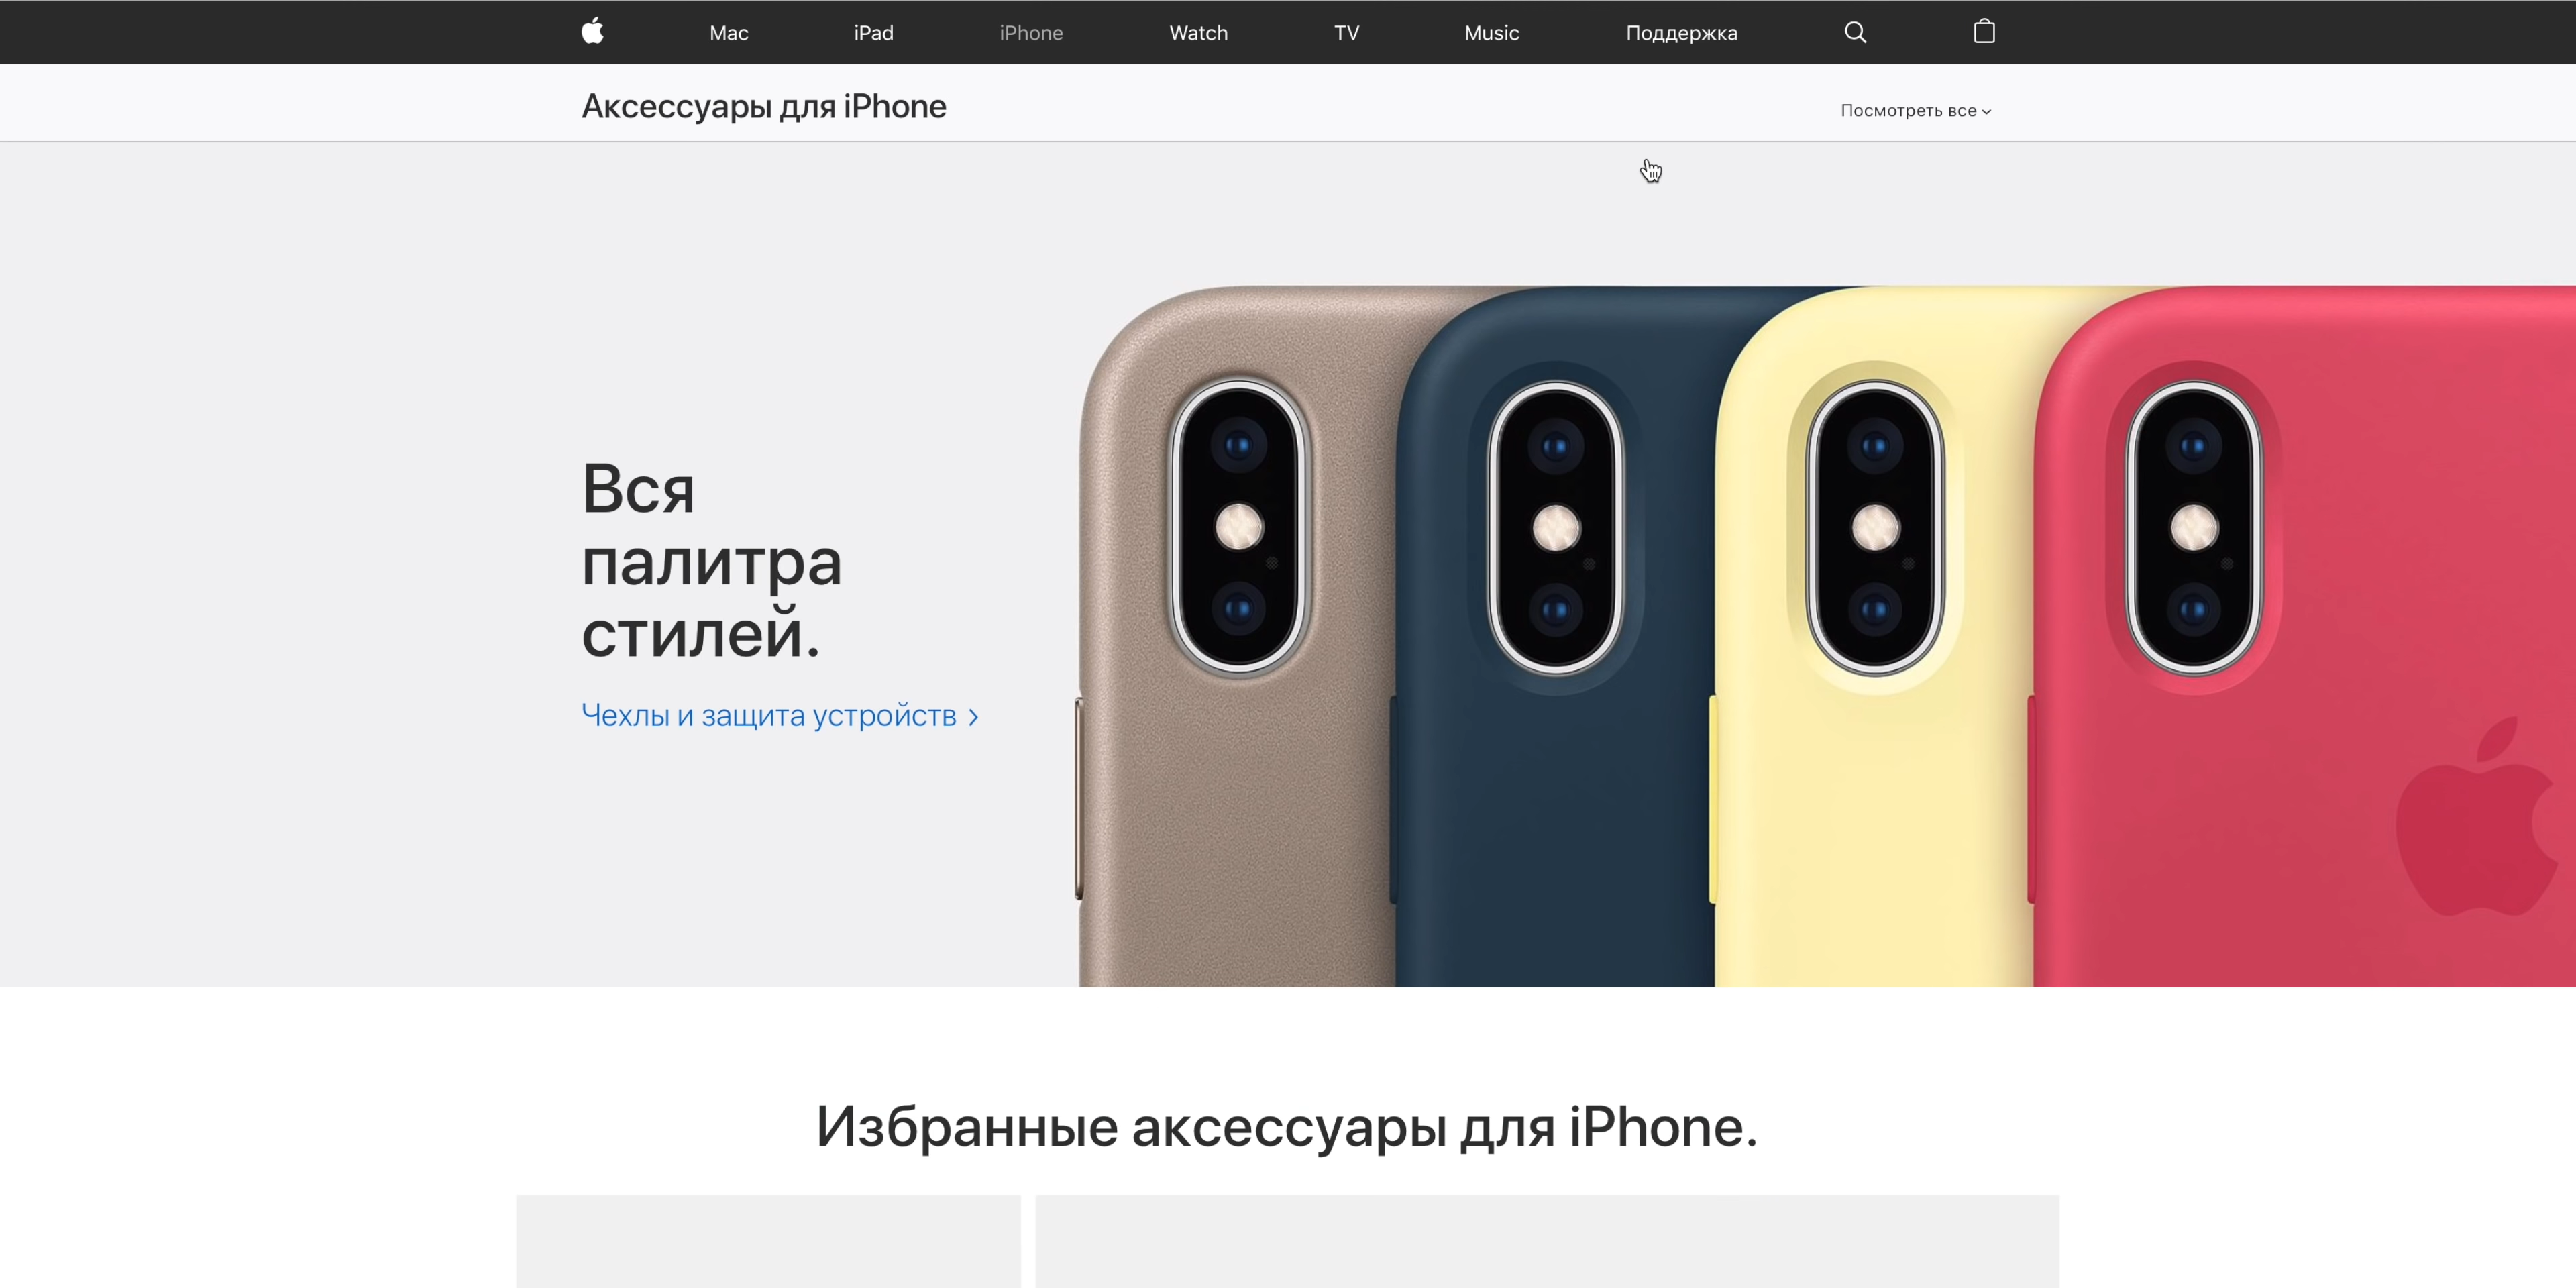 Mac iPad iPhone Watch TV Music Поддержка
Аксессуары для iPhone
Посмотреть все
Вся
палитра
стилей.
Чехлы и защита устройств
Избранные аксессуары для iPhone.